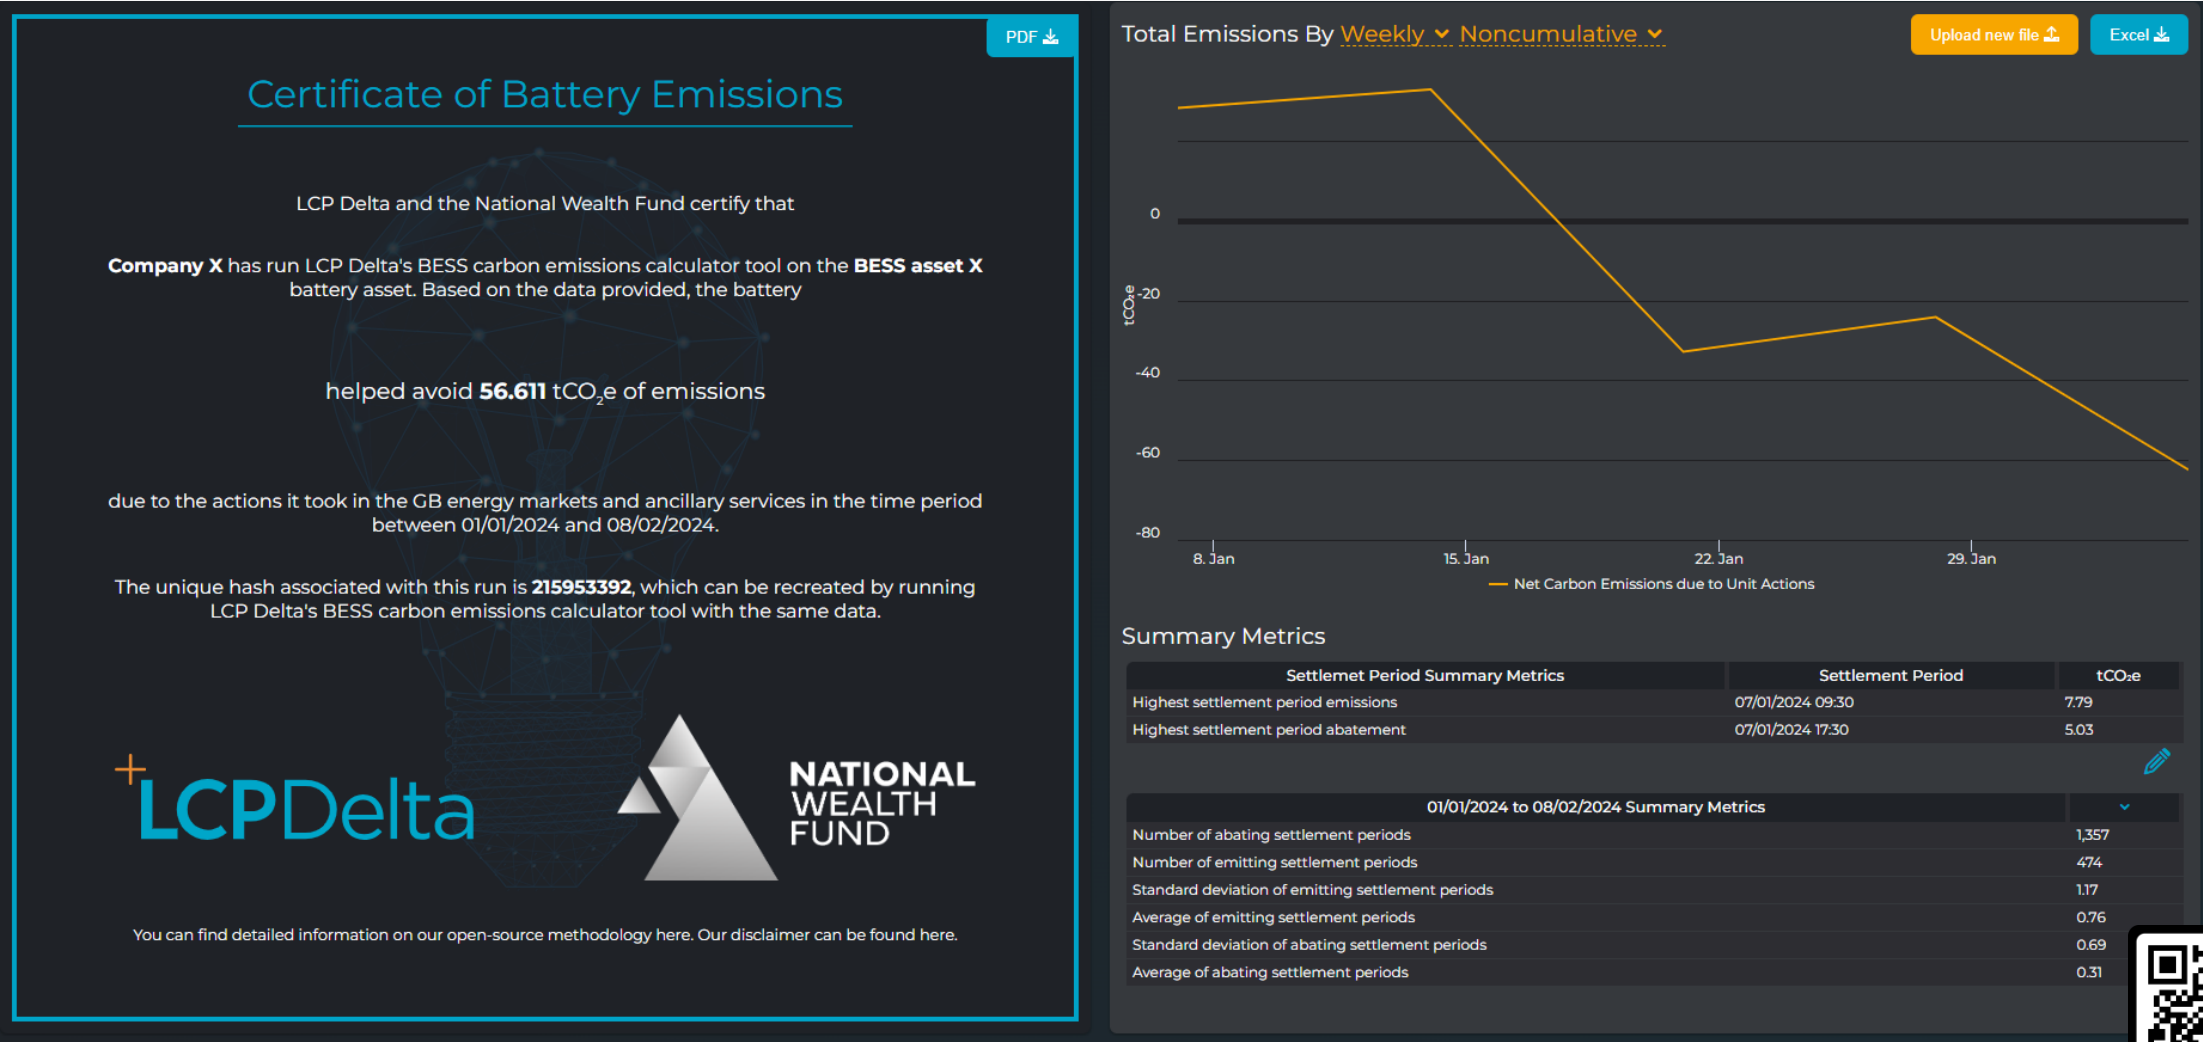 PDF
Certificate of Battery Emissions
LCP Delta and the National Wealth Fund certify that
Company X has run LCP Delta's BESS carbon emissions calculator tool on the BESS asset X
battery asset. Based on the data provided, the battery
helped avoid 56.611 tCO₂e of emissions
due to the actions it took in the GB energy markets and ancillary services in the time period
between 01/01/2024 and 08/02/2024.
The unique hash associated with this run is 215953392, which can be recreated by running
LCP Delta's BESS carbon emissions calculator tool with the same data.
LCPDelta
NATIONAL
WEALTH
FUND
You can find detailed information on our open-source methodology here. Our disclaimer can be found here.
Total Emissions By Weekly Noncumulative
Upload new file
Excel
tCO₂e
0
-20
-40
-60
-80
8. Jan 15. Jan 22. Jan 29. Jan
Net Carbon Emissions due to Unit Actions
Summary Metrics
Settlemet Period Summary Metrics Settlement Period tCO₂e
Highest settlement period emissions 07/01/2024 09:30 7.79
Highest settlement period abatement 07/01/2024 17:30 5.03
01/01/2024 to 08/02/2024 Summary Metrics
Number of abating settlement periods 1,357
Number of emitting settlement periods 474
Standard deviation of emitting settlement periods 1.17
Average of emitting settlement periods 0.76
Standard deviation of abating settlement periods 0.69
Average of abating settlement periods 0.31